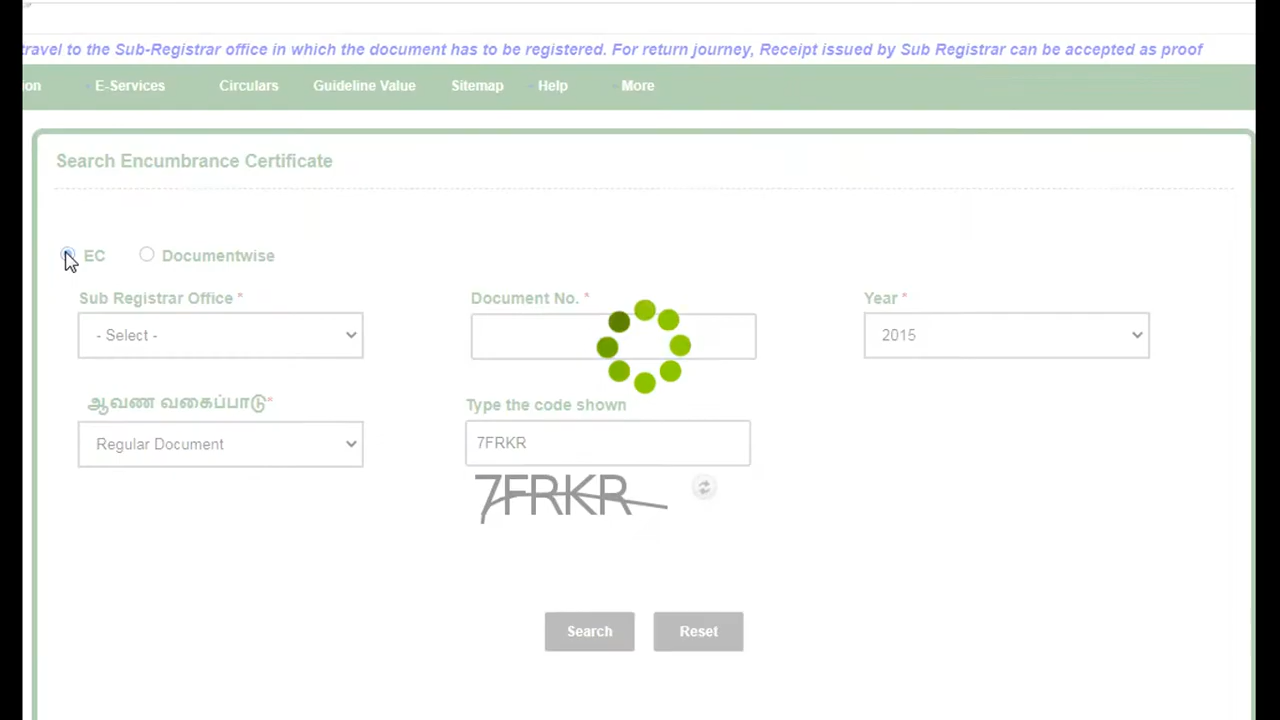 travel to the Sub-Registrar office in which the document has to be registered. For return journey, Receipt issued by Sub Registrar can be accepted as proof
ion E-Services Circulars Guideline Value Sitemap Help More
Search Encumbrance Certificate
EC Documentwise
Sub Registrar Office * Document No. * Year *
- Select - 2015
ஆவண வகைப்பாடு* Type the code shown
Regular Document 7FRKR
7FRKR
Search Reset